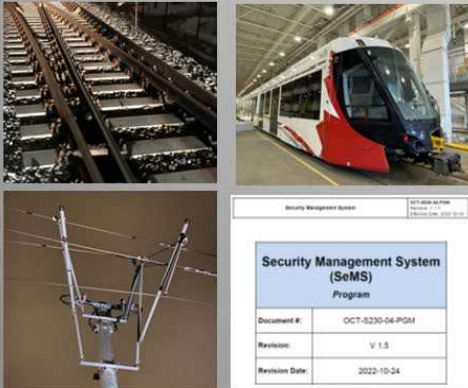 Security Management System
Security Management System
(SeMS)
Program
Document #:
OCT-S230-04-PGM
Revision:
V 1.5
Revision Date:
2022-10-24